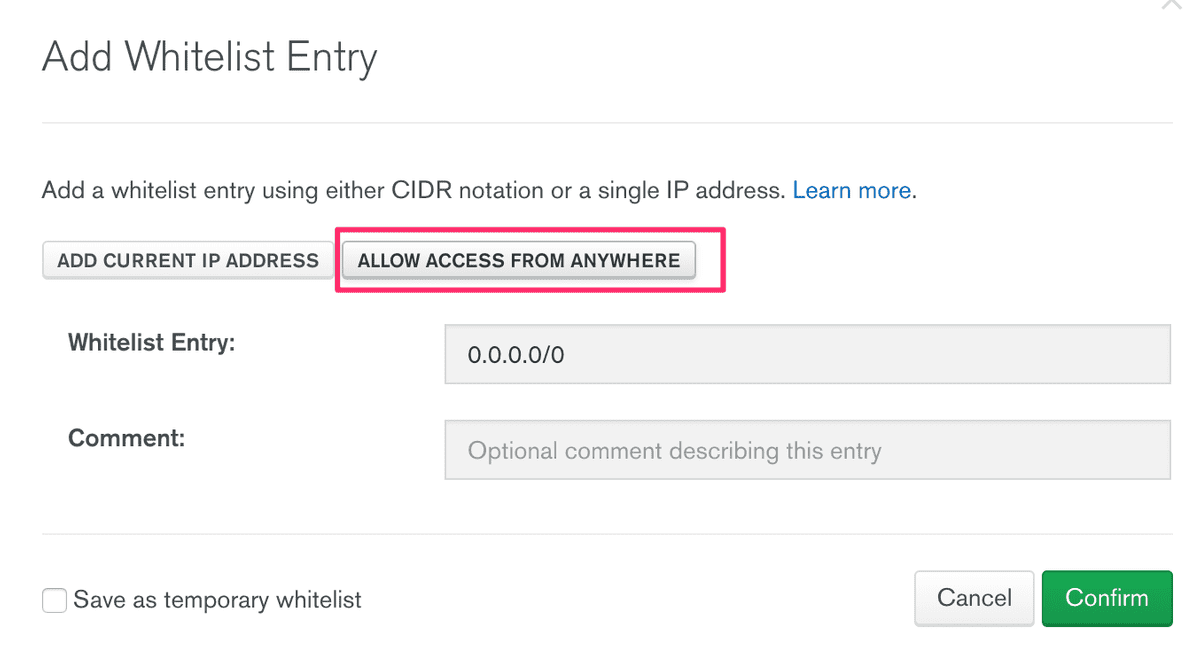 Add Whitelist Entry
Add a whitelist entry using either CIDR notation or a single IP address. Learn more.
ADD CURRENT IP ADDRESS ALLOW ACCESS FROM ANYWHERE
Whitelist Entry: 0.0.0.0/0
Comment: Optional comment describing this entry
Save as temporary whitelist Cancel Confirm